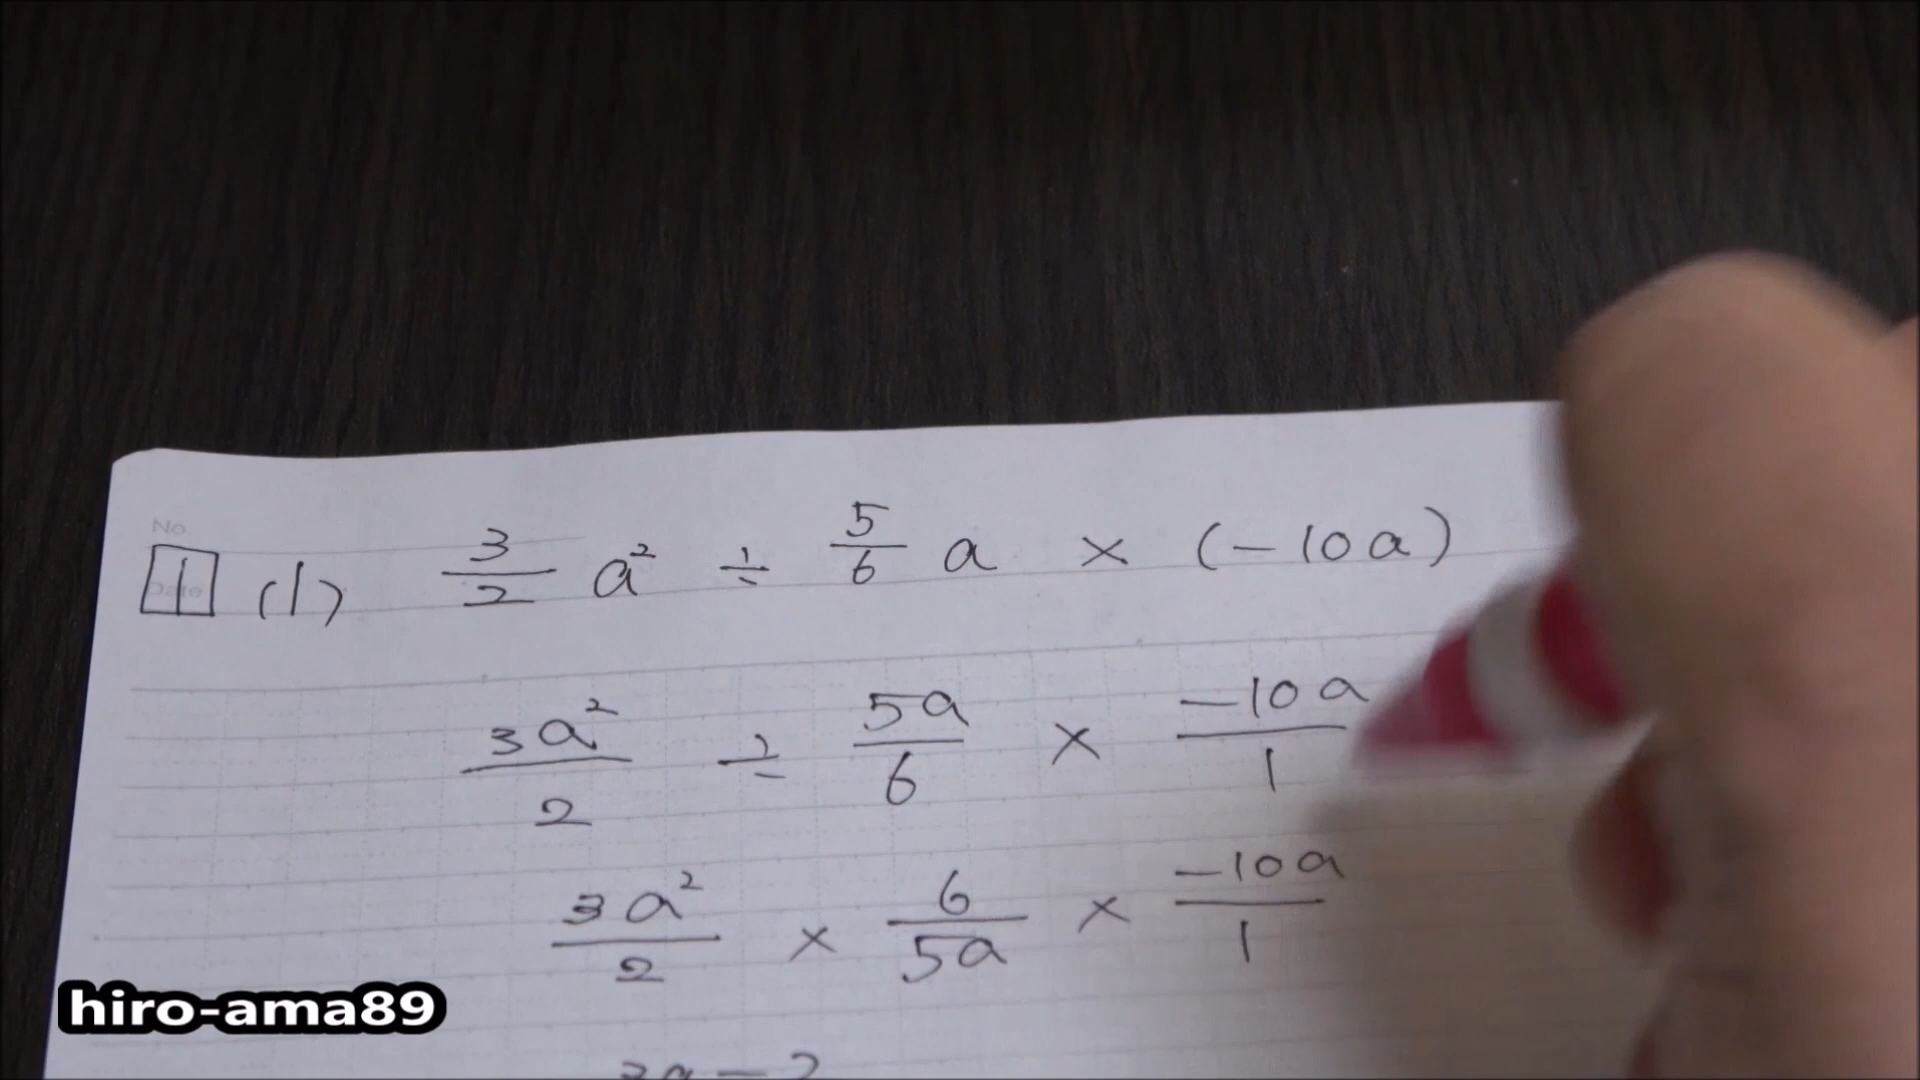 No.
Date
1 (1) 3/2 a² ÷ 5/6 a × (-10a)
3a²/2 ÷ 5a/6 × -10a/1
3a²/2 × 6/5a × -10a/1
hiro-ama89